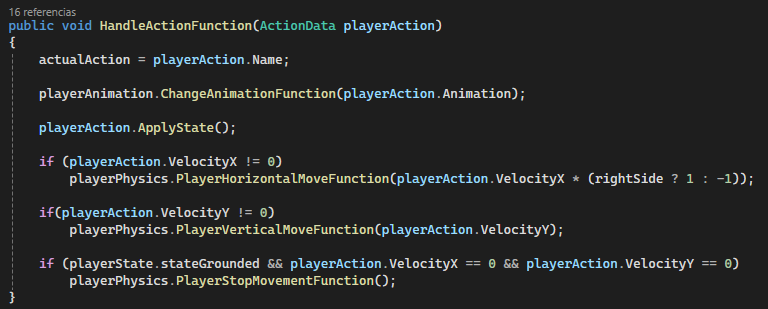 16 referencias
public void HandleActionFunction(ActionData playerAction)
{
    actualAction = playerAction.Name;
    playerAnimation.ChangeAnimationFunction(playerAction.Animation);
    playerAction.ApplyState();
    if (playerAction.VelocityX != 0)
        playerPhysics.PlayerHorizontalMoveFunction(playerAction.VelocityX * (rightSide ? 1 : -1));
    if(playerAction.VelocityY != 0)
        playerPhysics.PlayerVerticalMoveFunction(playerAction.VelocityY);
    if (playerState.stateGrounded && playerAction.VelocityX == 0 && playerAction.VelocityY == 0)
        playerPhysics.PlayerStopMovementFunction();
}